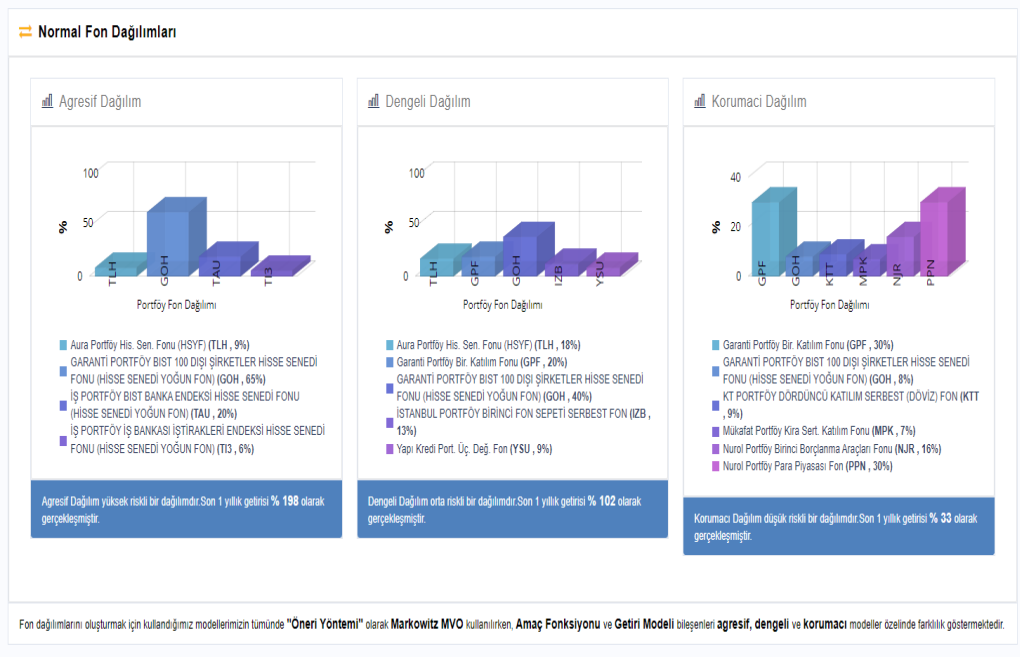 Normal Fon Dağılımları
Agresif Dağılım
100
50
0
%
TLH
GOH
TAU
TI3
Portföy Fon Dağılımı
Aura Portföy His. Sen. Fonu (HSYF) (TLH , 9%)
GARANTİ PORTFÖY BIST 100 DIŞI ŞİRKETLER HİSSE SENEDİ
FONU (HİSSE SENEDİ YOĞUN FON) (GOH , 65%)
İŞ PORTFÖY BIST BANKA ENDEKSİ HİSSE SENEDİ FONU
(HİSSE SENEDİ YOĞUN FON) (TAU , 20%)
İŞ PORTFÖY İŞ BANKASI İŞTİRAKLERİ ENDEKSİ HİSSE SENEDİ
FONU (HİSSE SENEDİ YOĞUN FON) (TI3 , 6%)
Agresif Dağılım yüksek riskli bir dağılımdır.Son 1 yıllık getirisi % 198 olarak
gerçekleşmiştir.
Dengeli Dağılım
100
50
0
%
TLH
GPF
GOH
IZB
YSU
Portföy Fon Dağılımı
Aura Portföy His. Sen. Fonu (HSYF) (TLH , 18%)
Garanti Portföy Bir. Katılım Fonu (GPF , 20%)
GARANTİ PORTFÖY BIST 100 DIŞI ŞİRKETLER HİSSE SENEDİ
FONU (HİSSE SENEDİ YOĞUN FON) (GOH , 40%)
İSTANBUL PORTFÖY BİRİNCİ FON SEPETİ SERBEST FON (IZB ,
13%)
Yapı Kredi Port. Üç. Değ. Fon (YSU , 9%)
Dengeli Dağılım orta riskli bir dağılımdır.Son 1 yıllık getirisi % 102 olarak
gerçekleşmiştir.
Korumaci Dağılım
40
20
0
%
GPF
GOH
KTT
MPK
NJR
PPN
Portföy Fon Dağılımı
Garanti Portföy Bir. Katılım Fonu (GPF , 30%)
GARANTİ PORTFÖY BIST 100 DIŞI ŞİRKETLER HİSSE SENEDİ
FONU (HİSSE SENEDİ YOĞUN FON) (GOH , 8%)
KT PORTFÖY DÖRDÜNCÜ KATILIM SERBEST (DÖVİZ) FON (KTT
, 9%)
Mükafat Portföy Kira Sert. Katılım Fonu (MPK , 7%)
Nurol Portföy Birinci Borçlanma Araçları Fonu (NJR , 16%)
Nurol Portföy Para Piyasası Fon (PPN , 30%)
Korumacı Dağılım düşük riskli bir dağılımdır.Son 1 yıllık getirisi % 33 olarak
gerçekleşmiştir.
Fon dağılımlarını oluşturmak için kullandığımız modellerimizin tümünde "Öneri Yöntemi" olarak Markowitz MVO kullanılırken, Amaç Fonksiyonu ve Getiri Modeli bileşenleri agresif, dengeli ve korumacı modeller özelinde farklılık göstermektedir.